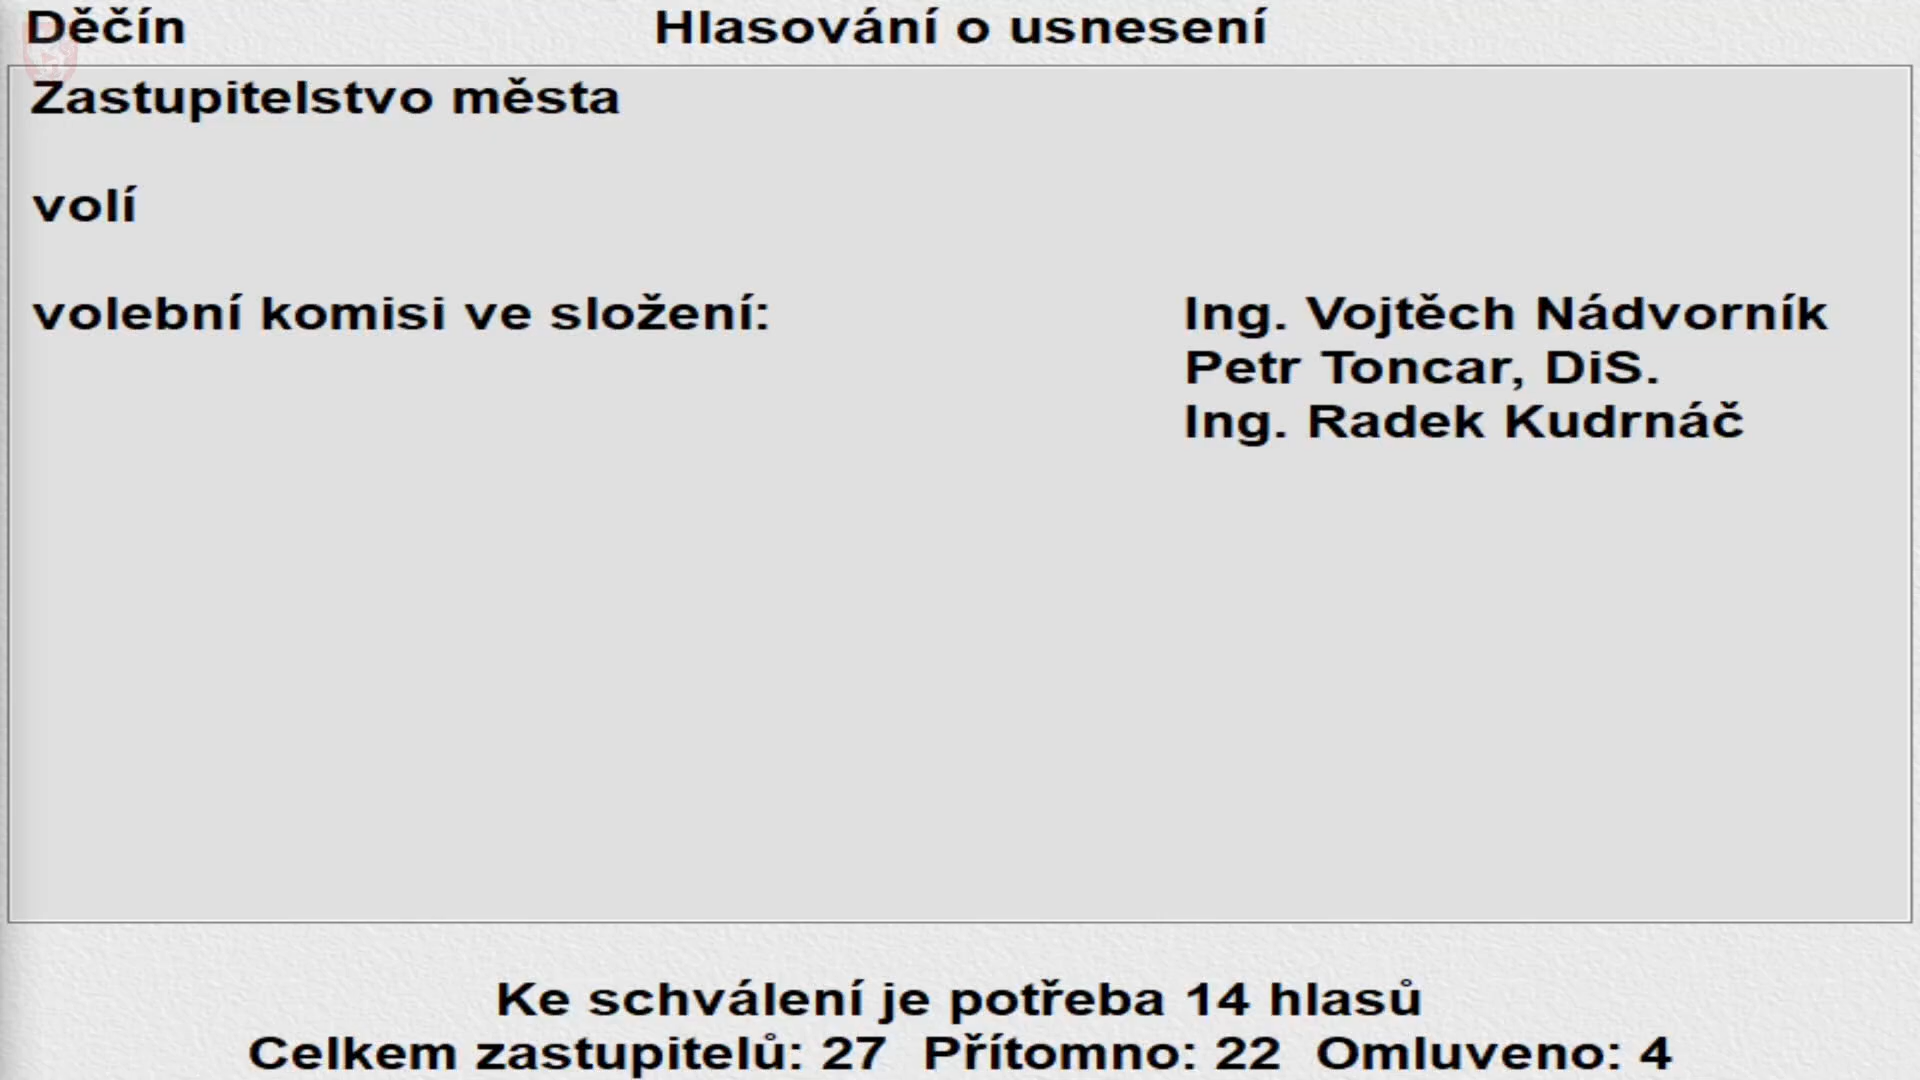 Děčín Hlasování o usnesení
Zastupitelstvo města
volí
volební komisi ve složení: Ing. Vojtěch Nádvorník
Petr Toncar, DiS.
Ing. Radek Kudrnáč
Ke schválení je potřeba 14 hlasů
Celkem zastupitelů: 27 Přítomno: 22 Omluveno: 4